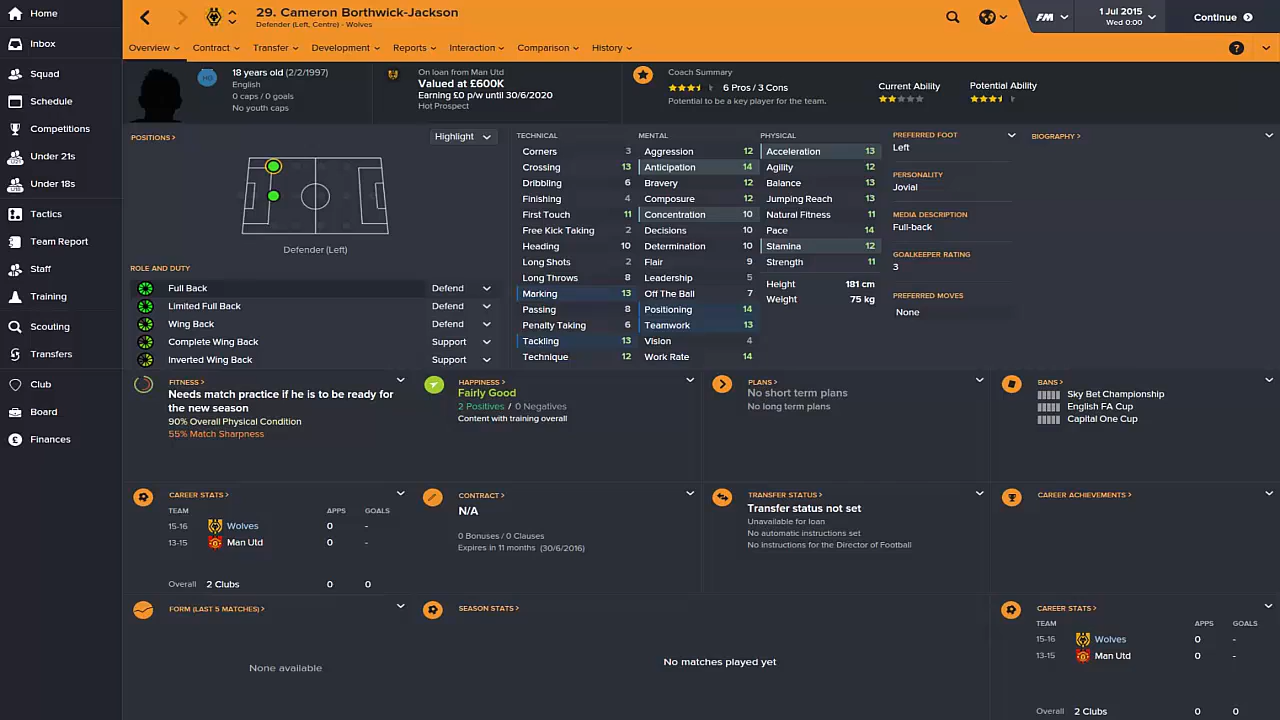 Home
Inbox
Squad
Schedule
Competitions
Under 21s
Under 18s
Tactics
Team Report
Staff
Training
Scouting
Transfers
Club
Board
Finances
29. Cameron Borthwick-Jackson
Defender (Left, Centre) - Wolves
FM
1 Jul 2015
Wed 0:00
Continue
Overview Contract Transfer Development Reports Interaction Comparison History
?
18 years old (2/2/1997)
English
0 caps / 0 goals
No youth caps
On loan from Man Utd
Valued at £600K
Earning £0 p/w until 30/6/2020
Hot Prospect
Coach Summary
6 Pros / 3 Cons
Potential to be a key player for the team.
Current Ability
Potential Ability
POSITIONS >
Highlight
Defender (Left)
ROLE AND DUTY
Full Back Defend
Limited Full Back Defend
Wing Back Defend
Complete Wing Back Support
Inverted Wing Back Support
TECHNICAL
Corners 3
Crossing 13
Dribbling 6
Finishing 4
First Touch 11
Free Kick Taking 2
Heading 10
Long Shots 2
Long Throws 8
Marking 13
Passing 8
Penalty Taking 6
Tackling 13
Technique 12
MENTAL
Aggression 12
Anticipation 14
Bravery 12
Composure 12
Concentration 10
Decisions 10
Determination 10
Flair 9
Leadership 5
Off The Ball 7
Positioning 14
Teamwork 13
Vision 4
Work Rate 14
PHYSICAL
Acceleration 13
Agility 12
Balance 13
Jumping Reach 13
Natural Fitness 11
Pace 14
Stamina 12
Strength 11
Height 181 cm
Weight 75 kg
PREFERRED FOOT
Left
PERSONALITY
Jovial
MEDIA DESCRIPTION
Full-back
GOALKEEPER RATING
3
PREFERRED MOVES
None
BIOGRAPHY >
FITNESS >
Needs match practice if he is to be ready for
the new season
90% Overall Physical Condition
55% Match Sharpness
HAPPINESS >
Fairly Good
2 Positives / 0 Negatives
Content with training overall
PLANS >
No short term plans
No long term plans
BANS >
Sky Bet Championship
English FA Cup
Capital One Cup
CAREER STATS >
TEAM APPS GOALS
15-16 Wolves 0 -
13-15 Man Utd 0 -
Overall 2 Clubs 0 0
CONTRACT >
N/A
0 Bonuses / 0 Clauses
Expires in 11 months (30/6/2016)
TRANSFER STATUS >
Transfer status not set
Unavailable for loan
No automatic instructions set
No instructions for the Director of Football
CAREER ACHIEVEMENTS >
FORM (LAST 5 MATCHES) >
None available
SEASON STATS >
No matches played yet
CAREER STATS >
TEAM APPS GOALS
15-16 Wolves 0 -
13-15 Man Utd 0 -
Overall 2 Clubs 0 0